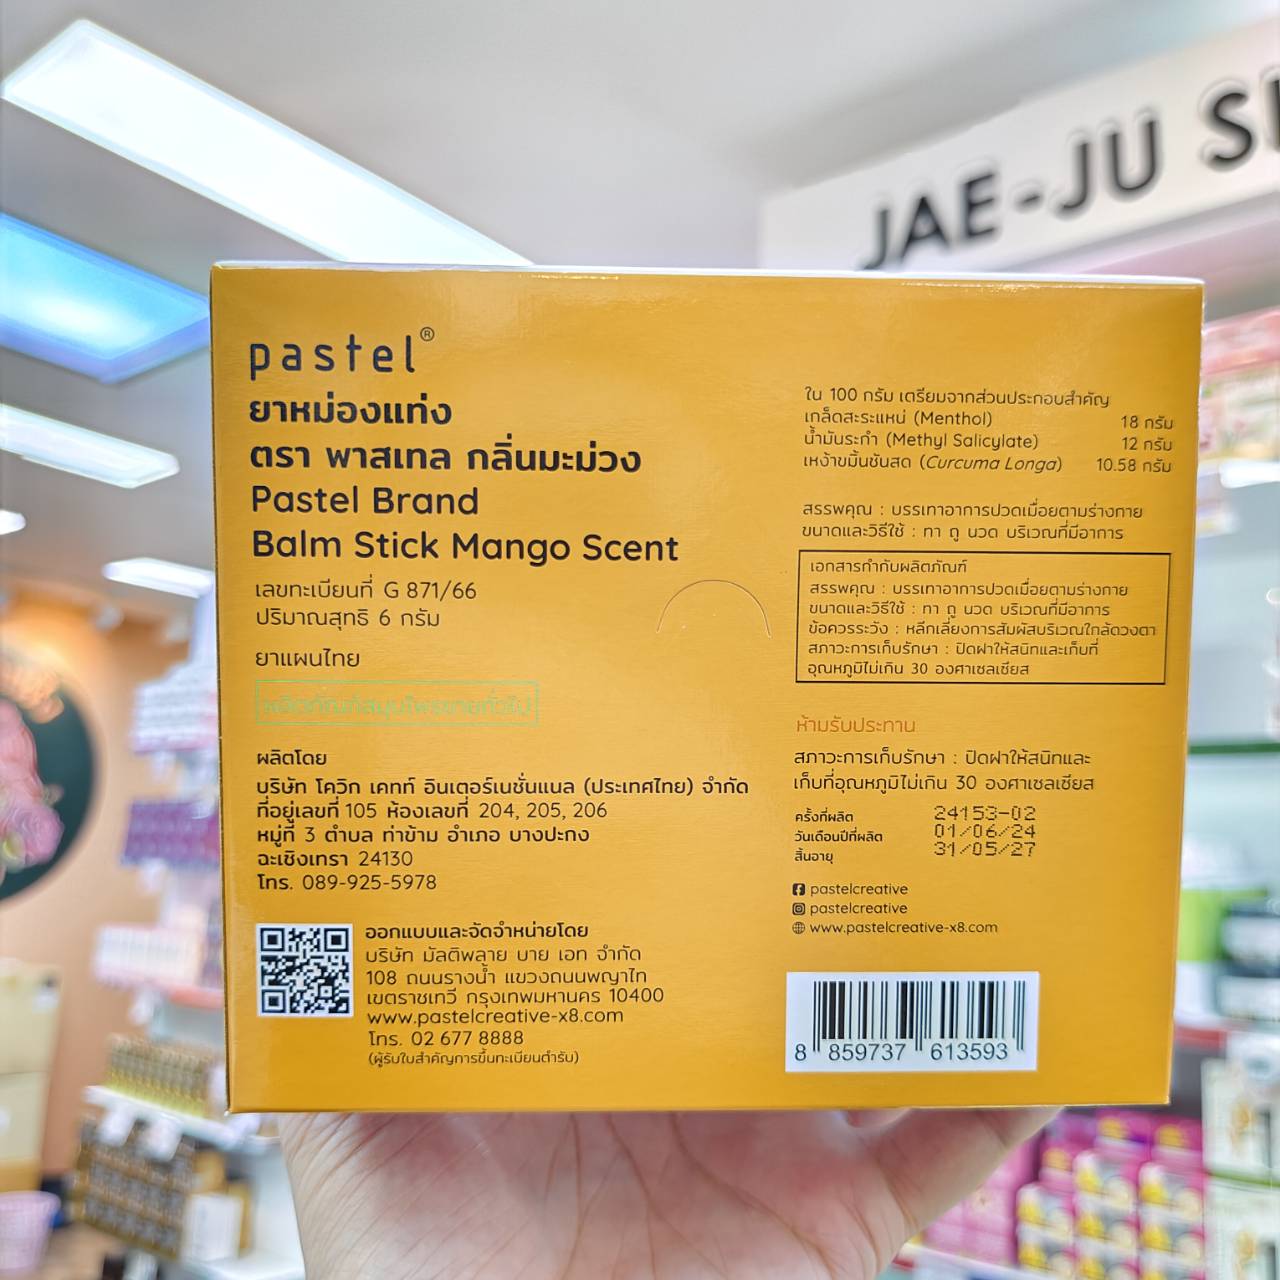 JAE-JU S
pastel®
ยาหม่องแท่ง
ตรา พาสเทล กลิ่นมะม่วง
Pastel Brand
Balm Stick Mango Scent
เลขทะเบียนที่ G 871/66
ปริมาณสุทธิ 6 กรัม
ยาแผนไทย
ผลิตภัณฑ์สมุนไพรขายทั่วไป
ผลิตโดย
บริษัท โควิก เคทท์ อินเตอร์เนชั่นแนล (ประเทศไทย) จำกัด
ที่อยู่เลขที่ 105 ห้องเลขที่ 204, 205, 206
หมู่ที่ 3 ตำบล ท่าข้าม อำเภอ บางปะกง
ฉะเชิงเทรา 24130
โทร. 089-925-5978
ออกแบบและจัดจำหน่ายโดย
บริษัท มัลติพลาย บาย เอท จำกัด
108 ถนนรางน้ำ แขวงถนนพญาไท
เขตราชเทวี กรุงเทพมหานคร 10400
www.pastelcreative-x8.com
โทร. 02 677 8888
(ผู้รับใบสำคัญการขึ้นทะเบียนตำรับ)
ใน 100 กรัม เตรียมจากส่วนประกอบสำคัญ
เกล็ดสะระแหน่ (Menthol) 18 กรัม
น้ำมันระกำ (Methyl Salicylate) 12 กรัม
เหง้าขมิ้นชันสด (Curcuma Longa) 10.58 กรัม
สรรพคุณ : บรรเทาอาการปวดเมื่อยตามร่างกาย
ขนาดและวิธีใช้ : ทา ถู นวด บริเวณที่มีอาการ
เอกสารกำกับผลิตภัณฑ์
สรรพคุณ : บรรเทาอาการปวดเมื่อยตามร่างกาย
ขนาดและวิธีใช้ : ทา ถู นวด บริเวณที่มีอาการ
ข้อควรระวัง : หลีกเลี่ยงการสัมผัสบริเวณใกล้ดวงตา
สภาวะการเก็บรักษา : ปิดฝาให้สนิทและเก็บที่
อุณหภูมิไม่เกิน 30 องศาเซลเซียส
ห้ามรับประทาน
สภาวะการเก็บรักษา : ปิดฝาให้สนิทและ
เก็บที่อุณหภูมิไม่เกิน 30 องศาเซลเซียส
ครั้งที่ผลิต 24153-02
วันเดือนปีที่ผลิต 01/06/24
สิ้นอายุ 31/05/27
pastelcreative
pastelcreative
www.pastelcreative-x8.com
8 859737 613593